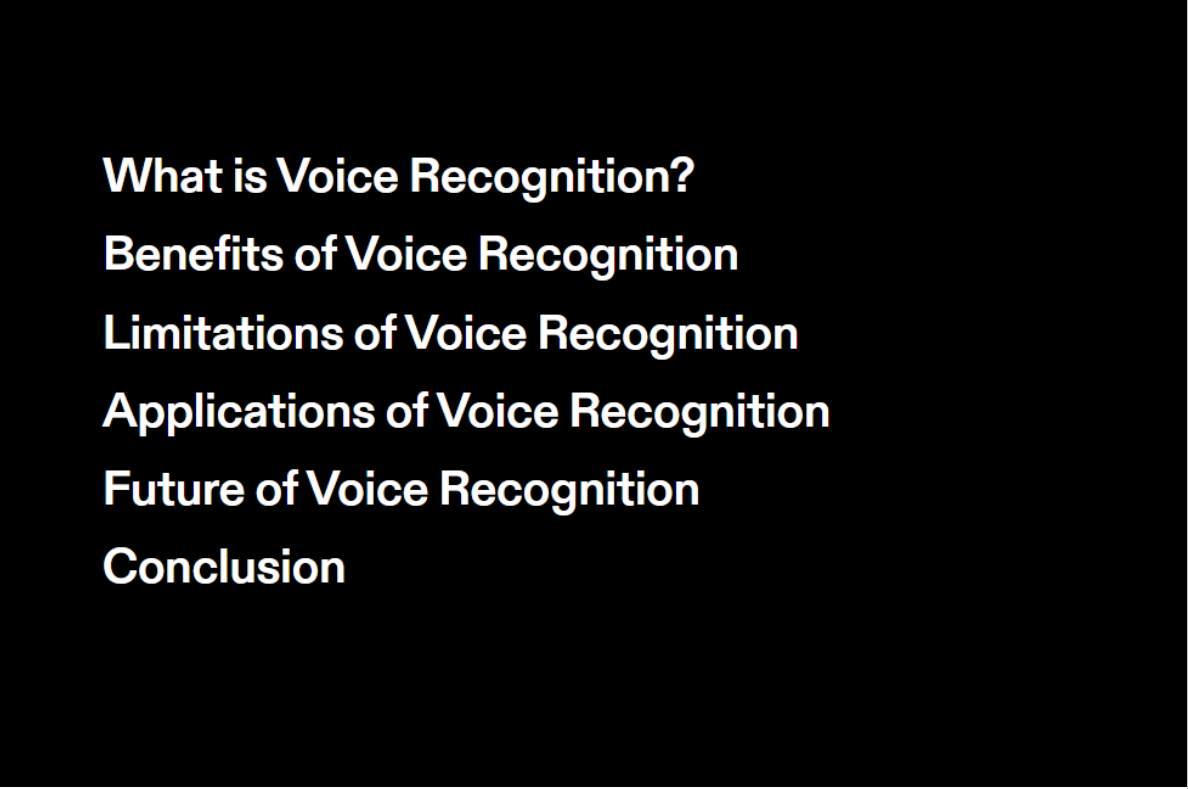 What is Voice Recognition?
Benefits of Voice Recognition
Limitations of Voice Recognition
Applications of Voice Recognition
Future of Voice Recognition
Conclusion